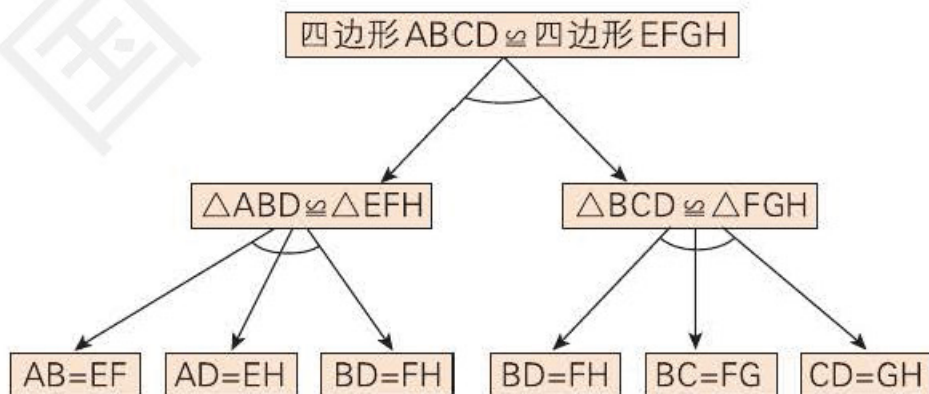 四边形ABCD≌四边形EFGH
△ABD≌△EFH
△BCD≌△FGH
AB=EF
AD=EH
BD=FH
BD=FH
BC=FG
CD=GH